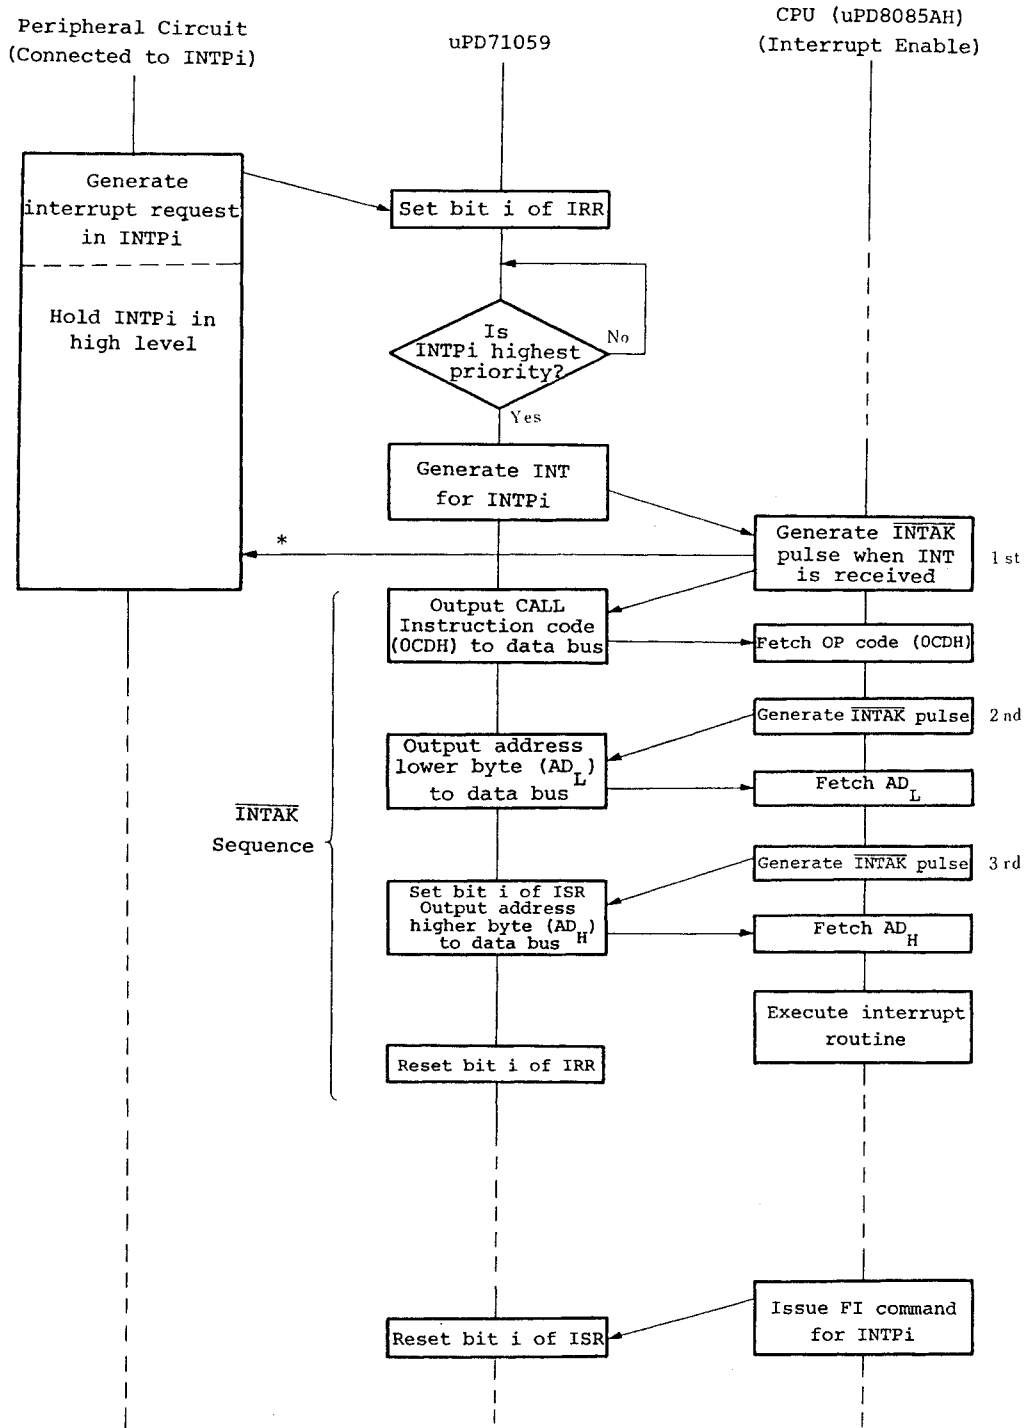 Peripheral Circuit
(Connected to INTPi)
uPD71059
CPU (uPD8085AH)
(Interrupt Enable)
Generate
interrupt request
in INTPi
Hold INTPi in
high level
Set bit i of IRR
Is
INTPi highest
priority?
No
Yes
Generate INT
for INTPi
Generate INTAK
pulse when INT
is received
1 st
*
Output CALL
Instruction code
(0CDH) to data bus
Fetch OP code (0CDH)
Generate INTAK pulse
2 nd
Output address
lower byte (ADL)
to data bus
Fetch ADL
INTAK
Sequence
Generate INTAK pulse
3 rd
Set bit i of ISR
Output address
higher byte (ADH)
to data bus
Fetch ADH
Execute interrupt
routine
Reset bit i of IRR
Issue FI command
for INTPi
Reset bit i of ISR